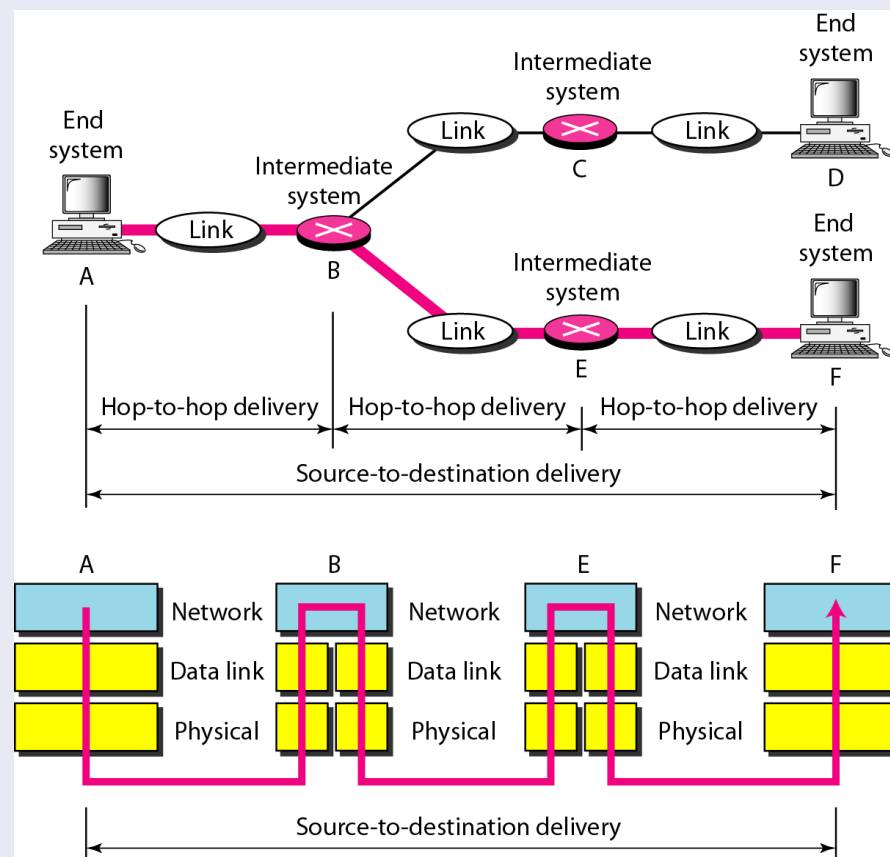 End
system
Intermediate
system
Link
C
Link
D
End
system
A
Link
Intermediate
system
B
End
system
Intermediate
system
Link
E
Link
F
Hop-to-hop delivery
Hop-to-hop delivery
Hop-to-hop delivery
Source-to-destination delivery
A
B
E
F
Network
Network
Network
Data link
Data link
Data link
Physical
Physical
Physical
Source-to-destination delivery